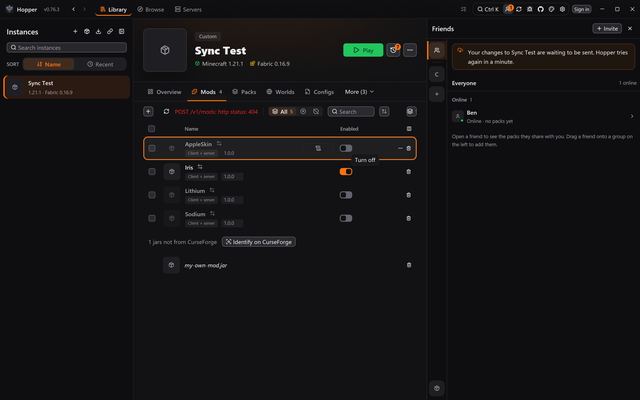 Hopper v0.76.3 Library Browse Servers Ctrl K Sign in
Instances
Search instances
SORT Name Recent
Sync Test
1.21.1 · Fabric 0.16.9
Custom
Sync Test
Minecraft 1.21.1 Fabric 0.16.9
Play
Overview Mods 4 Packs Worlds Configs More (3)
POST /v1/mods: http status: 404 All 5 Search
Name Enabled
AppleSkin
Client + server 1.0.0
Turn off
Iris
Client + server 1.0.0
Lithium
Client + server 1.0.0
Sodium
Client + server 1.0.0
1 jars not from CurseForge Identify on CurseForge
my-own-mod.jar
Friends
Invite
C
Your changes to Sync Test are waiting to be sent. Hopper tries again in a minute.
Everyone 1 online
Online 1
Ben
Online · no packs yet
Open a friend to see the packs they share with you. Drag a friend onto a group on the left to add them.